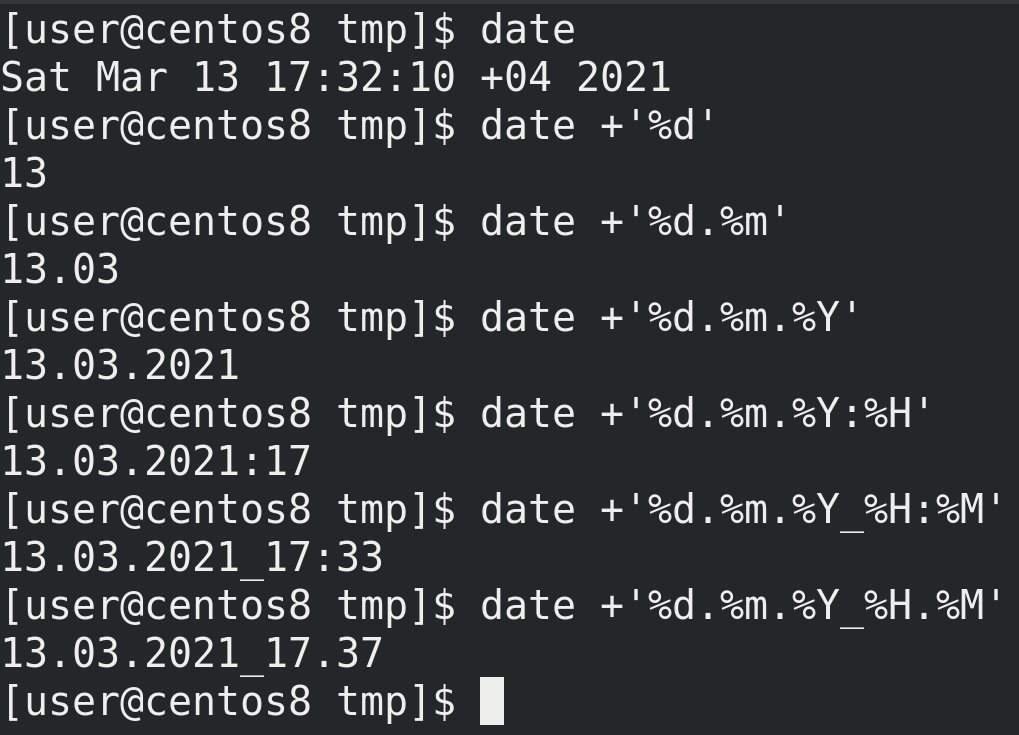 [user@centos8 tmp]$ date
Sat Mar 13 17:32:10 +04 2021
[user@centos8 tmp]$ date +'%d'
13
[user@centos8 tmp]$ date +'%d.%m'
13.03
[user@centos8 tmp]$ date +'%d.%m.%Y'
13.03.2021
[user@centos8 tmp]$ date +'%d.%m.%Y:%H'
13.03.2021:17
[user@centos8 tmp]$ date +'%d.%m.%Y_%H:%M'
13.03.2021_17:33
[user@centos8 tmp]$ date +'%d.%m.%Y_%H.%M'
13.03.2021_17.37
[user@centos8 tmp]$